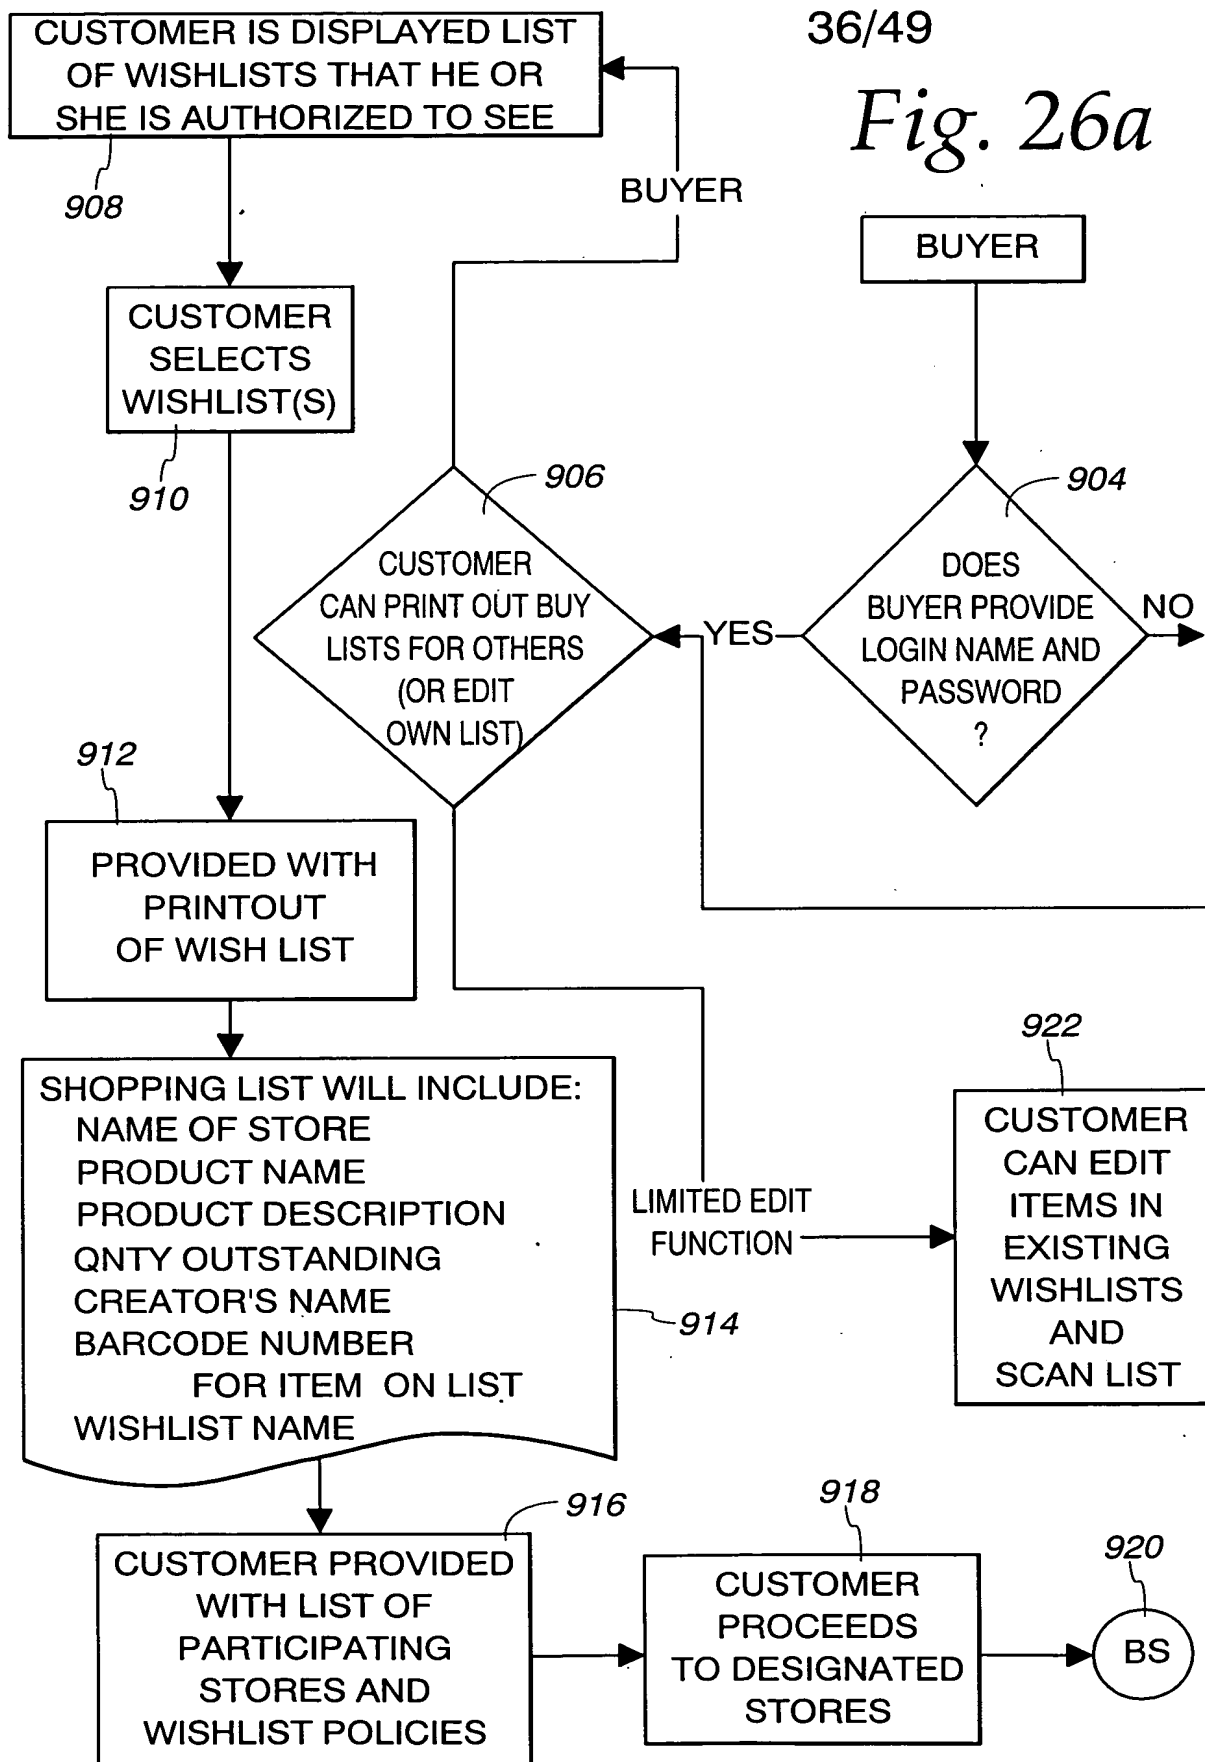 36/49
Fig. 26a
CUSTOMER IS DISPLAYED LIST
OF WISHLISTS THAT HE OR
SHE IS AUTHORIZED TO SEE
908
BUYER
BUYER
CUSTOMER
SELECTS
WISHLIST(S)
910
906
CUSTOMER
CAN PRINT OUT BUY
LISTS FOR OTHERS
(OR EDIT
OWN LIST)
YES
904
DOES
BUYER PROVIDE
LOGIN NAME AND
PASSWORD
?
NO
912
PROVIDED WITH
PRINTOUT
OF WISH LIST
SHOPPING LIST WILL INCLUDE:
NAME OF STORE
PRODUCT NAME
PRODUCT DESCRIPTION
QNTY OUTSTANDING
CREATOR'S NAME
BARCODE NUMBER
FOR ITEM ON LIST
WISHLIST NAME
914
LIMITED EDIT
FUNCTION
922
CUSTOMER
CAN EDIT
ITEMS IN
EXISTING
WISHLISTS
AND
SCAN LIST
916
CUSTOMER PROVIDED
WITH LIST OF
PARTICIPATING
STORES AND
WISHLIST POLICIES
918
CUSTOMER
PROCEEDS
TO DESIGNATED
STORES
920
BS